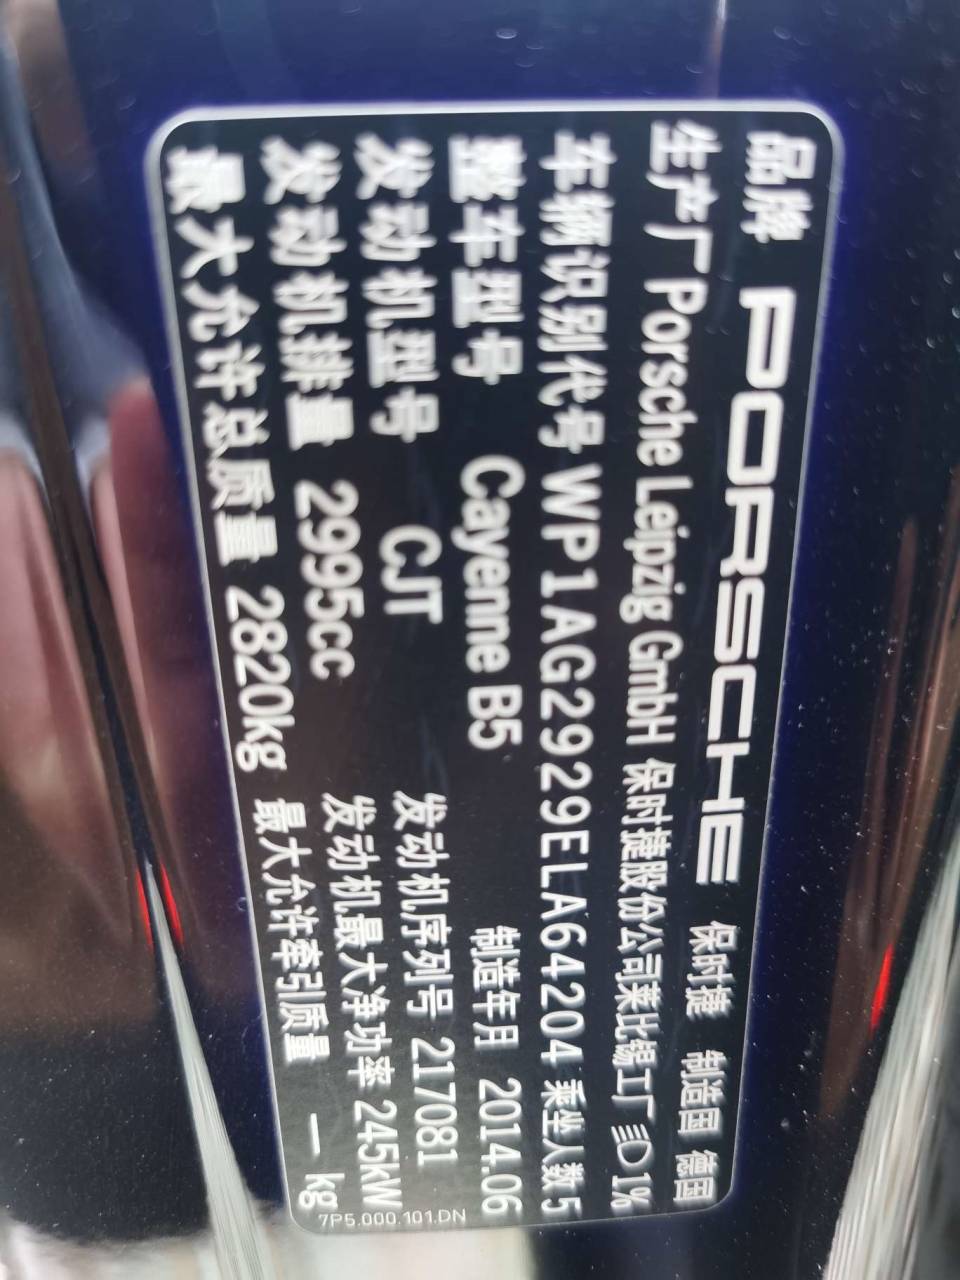 品牌 PORSCHE 保时捷 制造国 德国
生产厂 Porsche Leipzig GmbH 保时捷股份公司莱比锡工厂 1%
车辆识别代号 WP1AG2929ELA64204 乘坐人数 5
整车型号 Cayenne B5 制造年月 2014.06
发动机型号 CJT 发动机序列号 217081
发动机排量 2995cc 发动机最大净功率 245kW
最大允许总质量 2820kg 最大允许牵引质量 — kg
7P5.000.101.DN